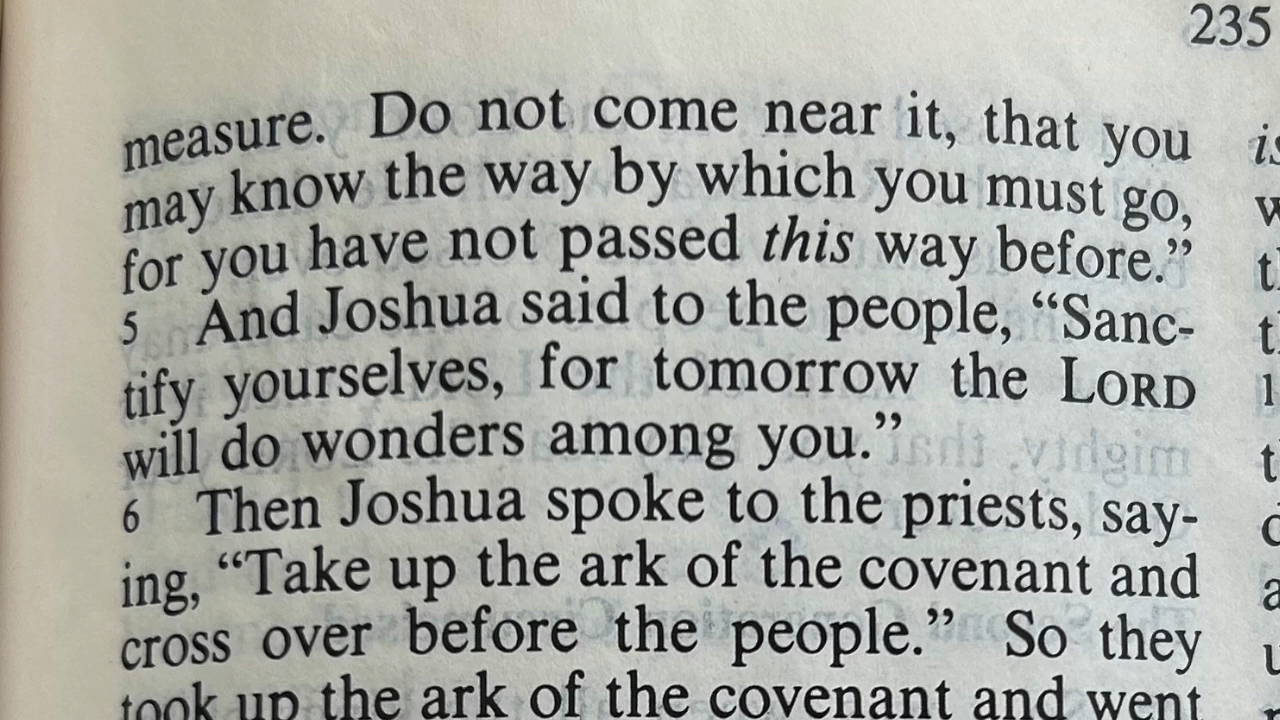 235
measure. Do not come near it, that you
may know the way by which you must go,
for you have not passed this way before.”
5 And Joshua said to the people, “Sanc-
tify yourselves, for tomorrow the LORD
will do wonders among you.”
6 Then Joshua spoke to the priests, say-
ing, “Take up the ark of the covenant and
cross over before the people.” So they
took up the ark of the covenant and went